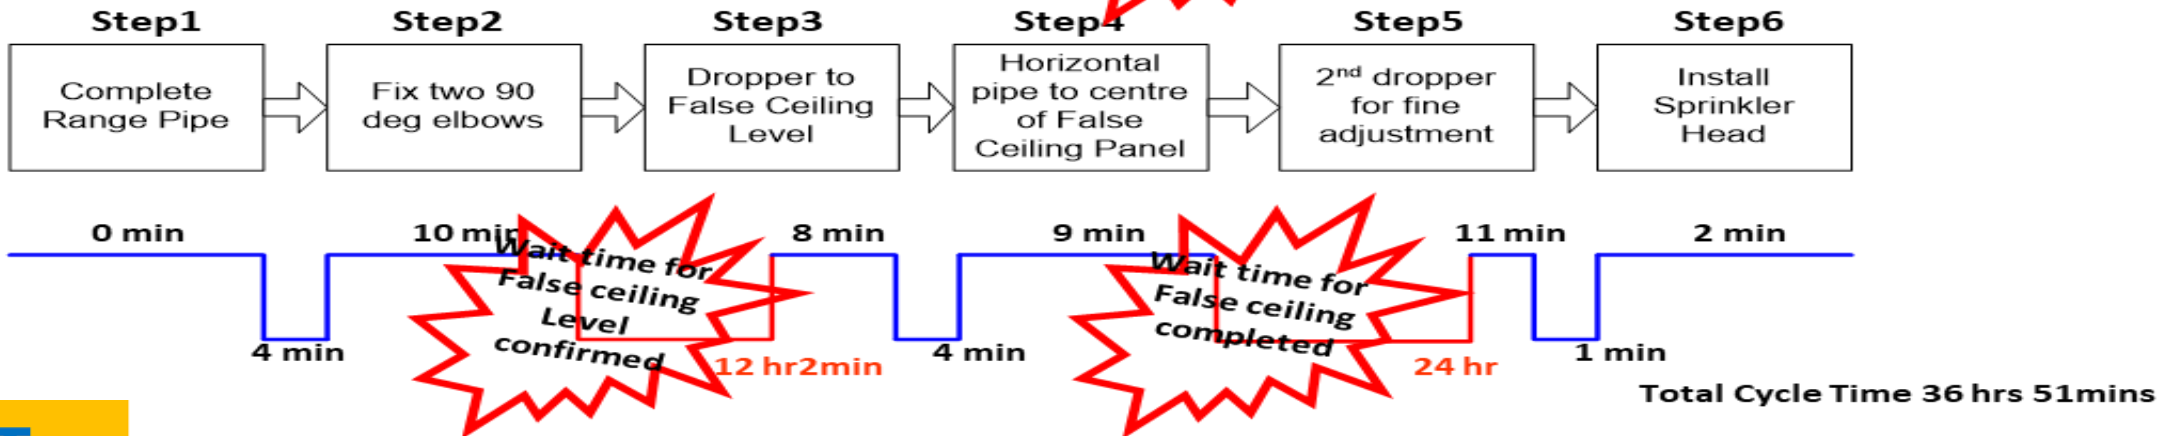 Step1
Step2
Step3
Step4
Step5
Step6
Complete
Range Pipe
Fix two 90
deg elbows
Dropper to
False Ceiling
Level
Horizontal
pipe to centre
of False
Ceiling Panel
2nd dropper
for fine
adjustment
Install
Sprinkler
Head
0 min
10 min
8 min
9 min
11 min
2 min
Wait time for
False ceiling
Level
confirmed
Wait time for
False ceiling
completed
4 min
12 hr2min
4 min
24 hr
1 min
Total Cycle Time 36 hrs 51mins